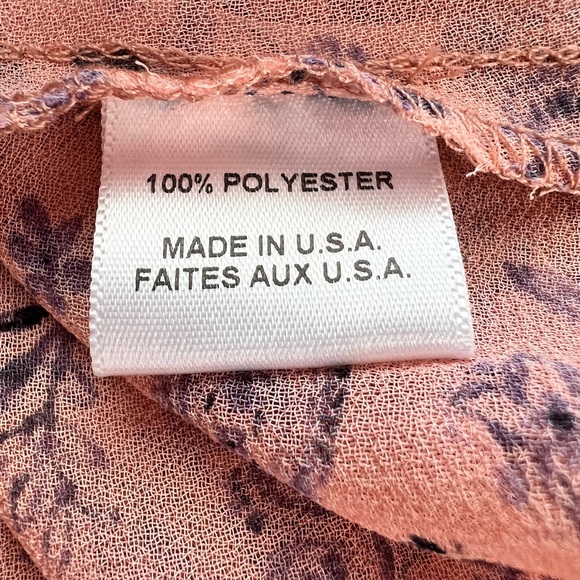 100% POLYESTER
MADE IN U.S.A.
FAITES AUX U.S.A.